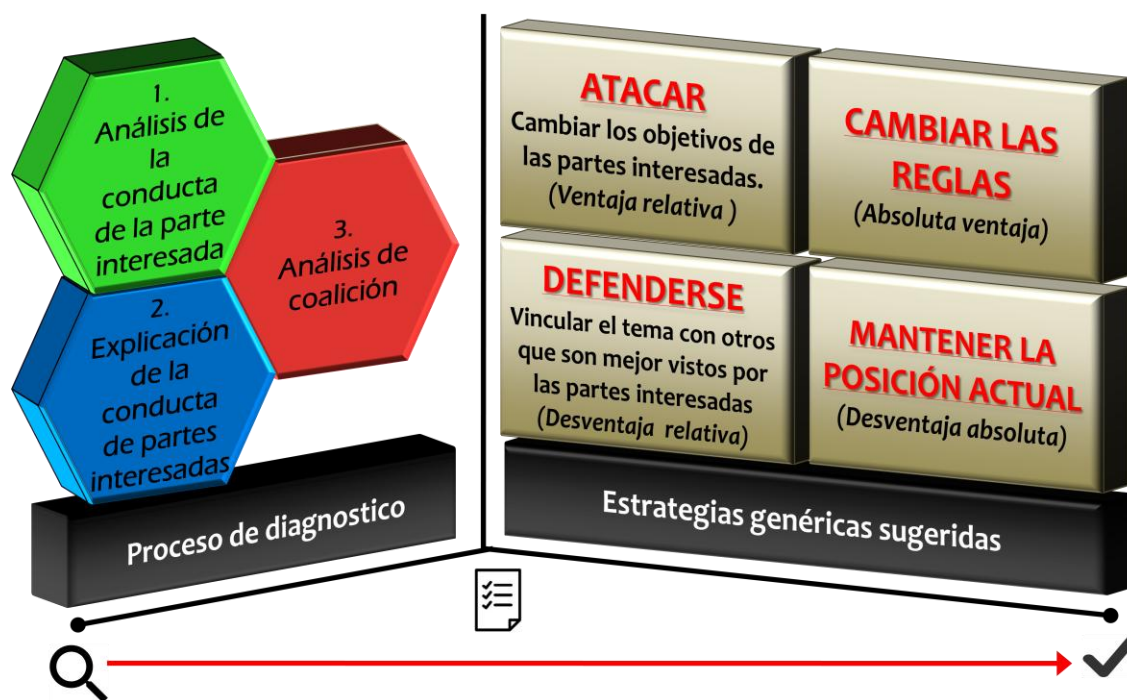 1.
Análisis de
la
conducta
de la parte
interesada
2.
Explicación
de la
conducta
de partes
interesadas
3.
Análisis de
coalición
Proceso de diagnostico
ATACAR
Cambiar los objetivos de
las partes interesadas.
(Ventaja relativa )
CAMBIAR LAS
REGLAS
(Absoluta ventaja)
DEFENDERSE
Vincular el tema con otros
que son mejor vistos por
las partes interesadas
(Desventaja relativa)
MANTENER LA
POSICIÓN ACTUAL
(Desventaja absoluta)
Estrategias genéricas sugeridas